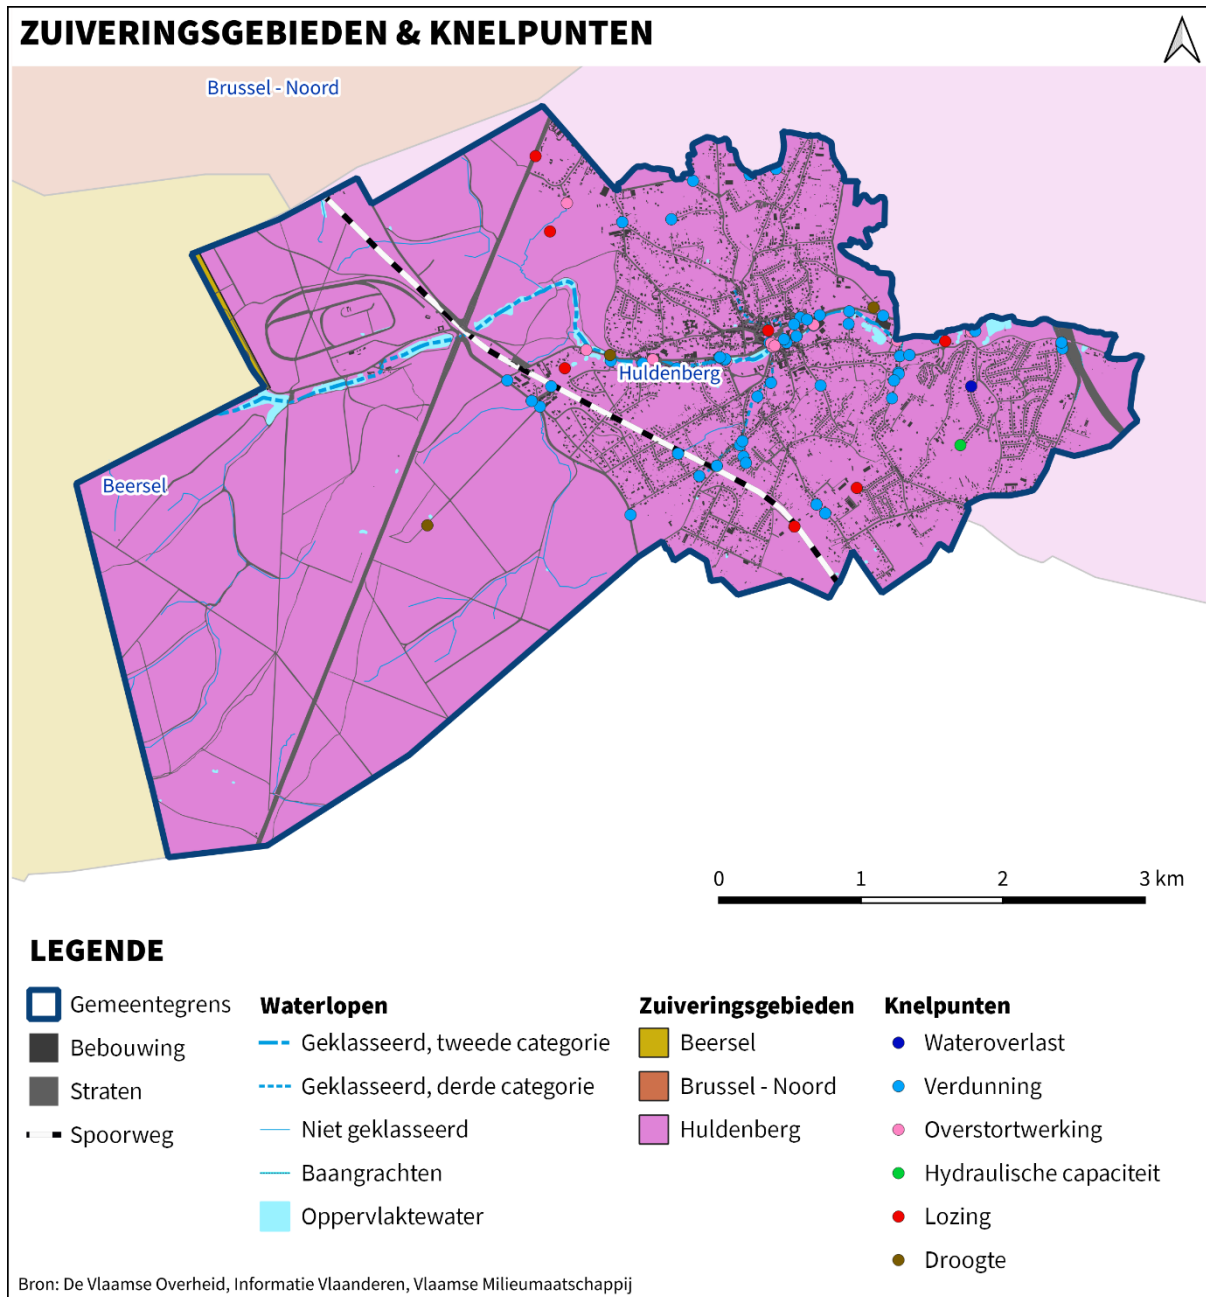 ZUIVERINGSGEBIEDEN & KNELPUNTEN
Brussel - Noord
Huldenberg
Beersel
0 1 2 3 km
LEGENDE
Gemeentegrens
Bebouwing
Straten
Spoorweg
Waterlopen
Geklasseerd, tweede categorie
Geklasseerd, derde categorie
Niet geklasseerd
Baangrachten
Oppervlaktewater
Zuiveringsgebieden
Beersel
Brussel - Noord
Huldenberg
Knelpunten
Wateroverlast
Verdunning
Overstortwerking
Hydraulische capaciteit
Lozing
Droogte
Bron: De Vlaamse Overheid, Informatie Vlaanderen, Vlaamse Milieumaatschappij